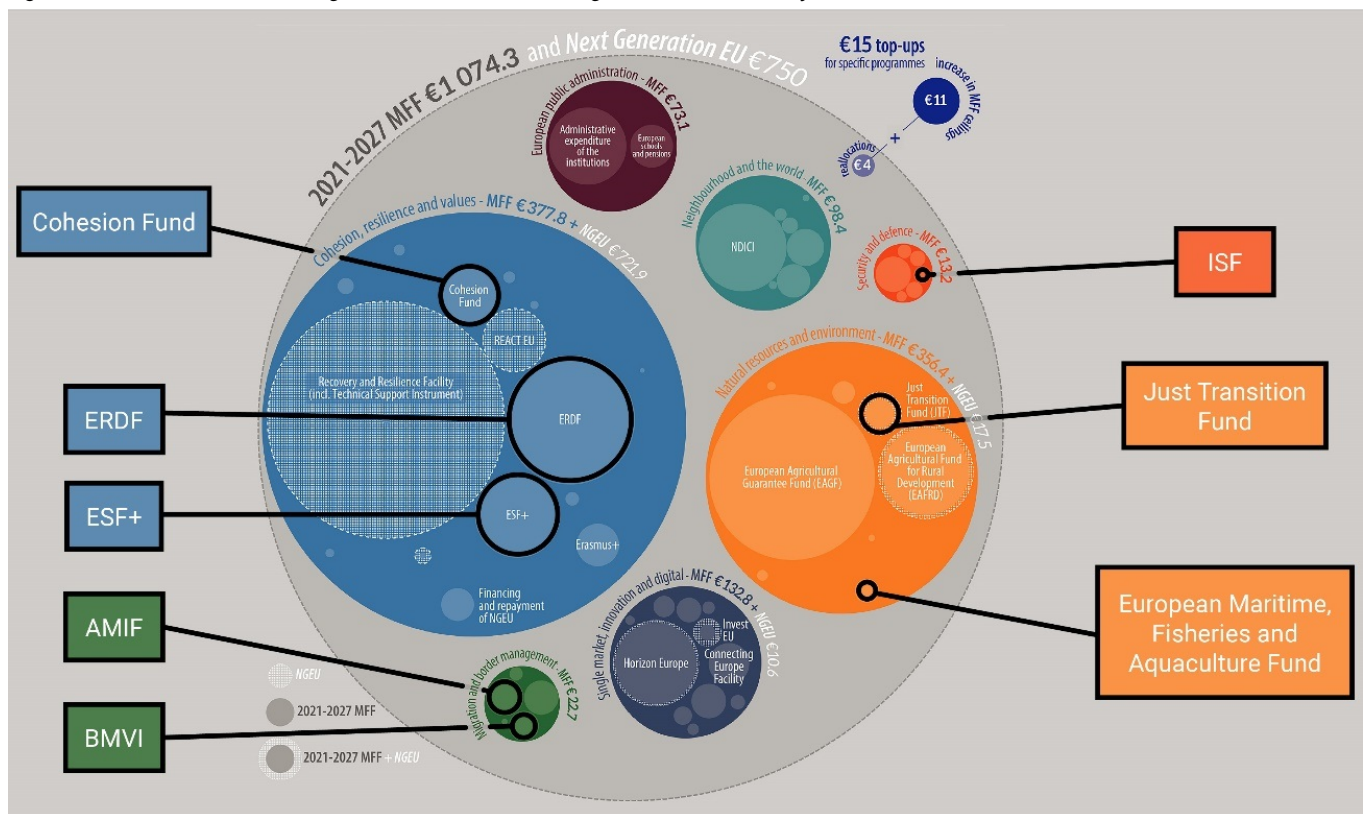 2021-2027 MFF €1 074.3 and Next Generation EU €750
€15 top-ups
for specific programmes
increase in MFF ceilings
€11
+
reallocations
€4
European public administration - MFF €73.1
Administrative
expenditure
of the
institutions
European
schools
and pensions
Neighbourhood and the world - MFF €98.4
NDICI
Security and defence - MFF €13.2
ISF
Cohesion Fund
Cohesion, resilience and values - MFF €377.8 + NGEU €721.9
Cohesion
Fund
REACT EU
Recovery and Resilience Facility
(incl. Technical Support Instrument)
ERDF
ERDF
ESF+
ESF+
Erasmus+
Financing
and repayment
of NGEU
Natural resources and environment - MFF €356.4 + NGEU €17.5
Just
Transition
Fund (JTF)
European Agricultural
Guarantee Fund (EAGF)
European
Agricultural Fund
for Rural
Development
(EAFRD)
Just Transition
Fund
European Maritime,
Fisheries and
Aquaculture Fund
Single market, innovation and digital - MFF €132.8 + NGEU €10.6
Horizon Europe
Invest
EU
Connecting
Europe
Facility
AMIF
BMVI
Migration and border management - MFF €22.7
NGEU
2021-2027 MFF
2021-2027 MFF + NGEU